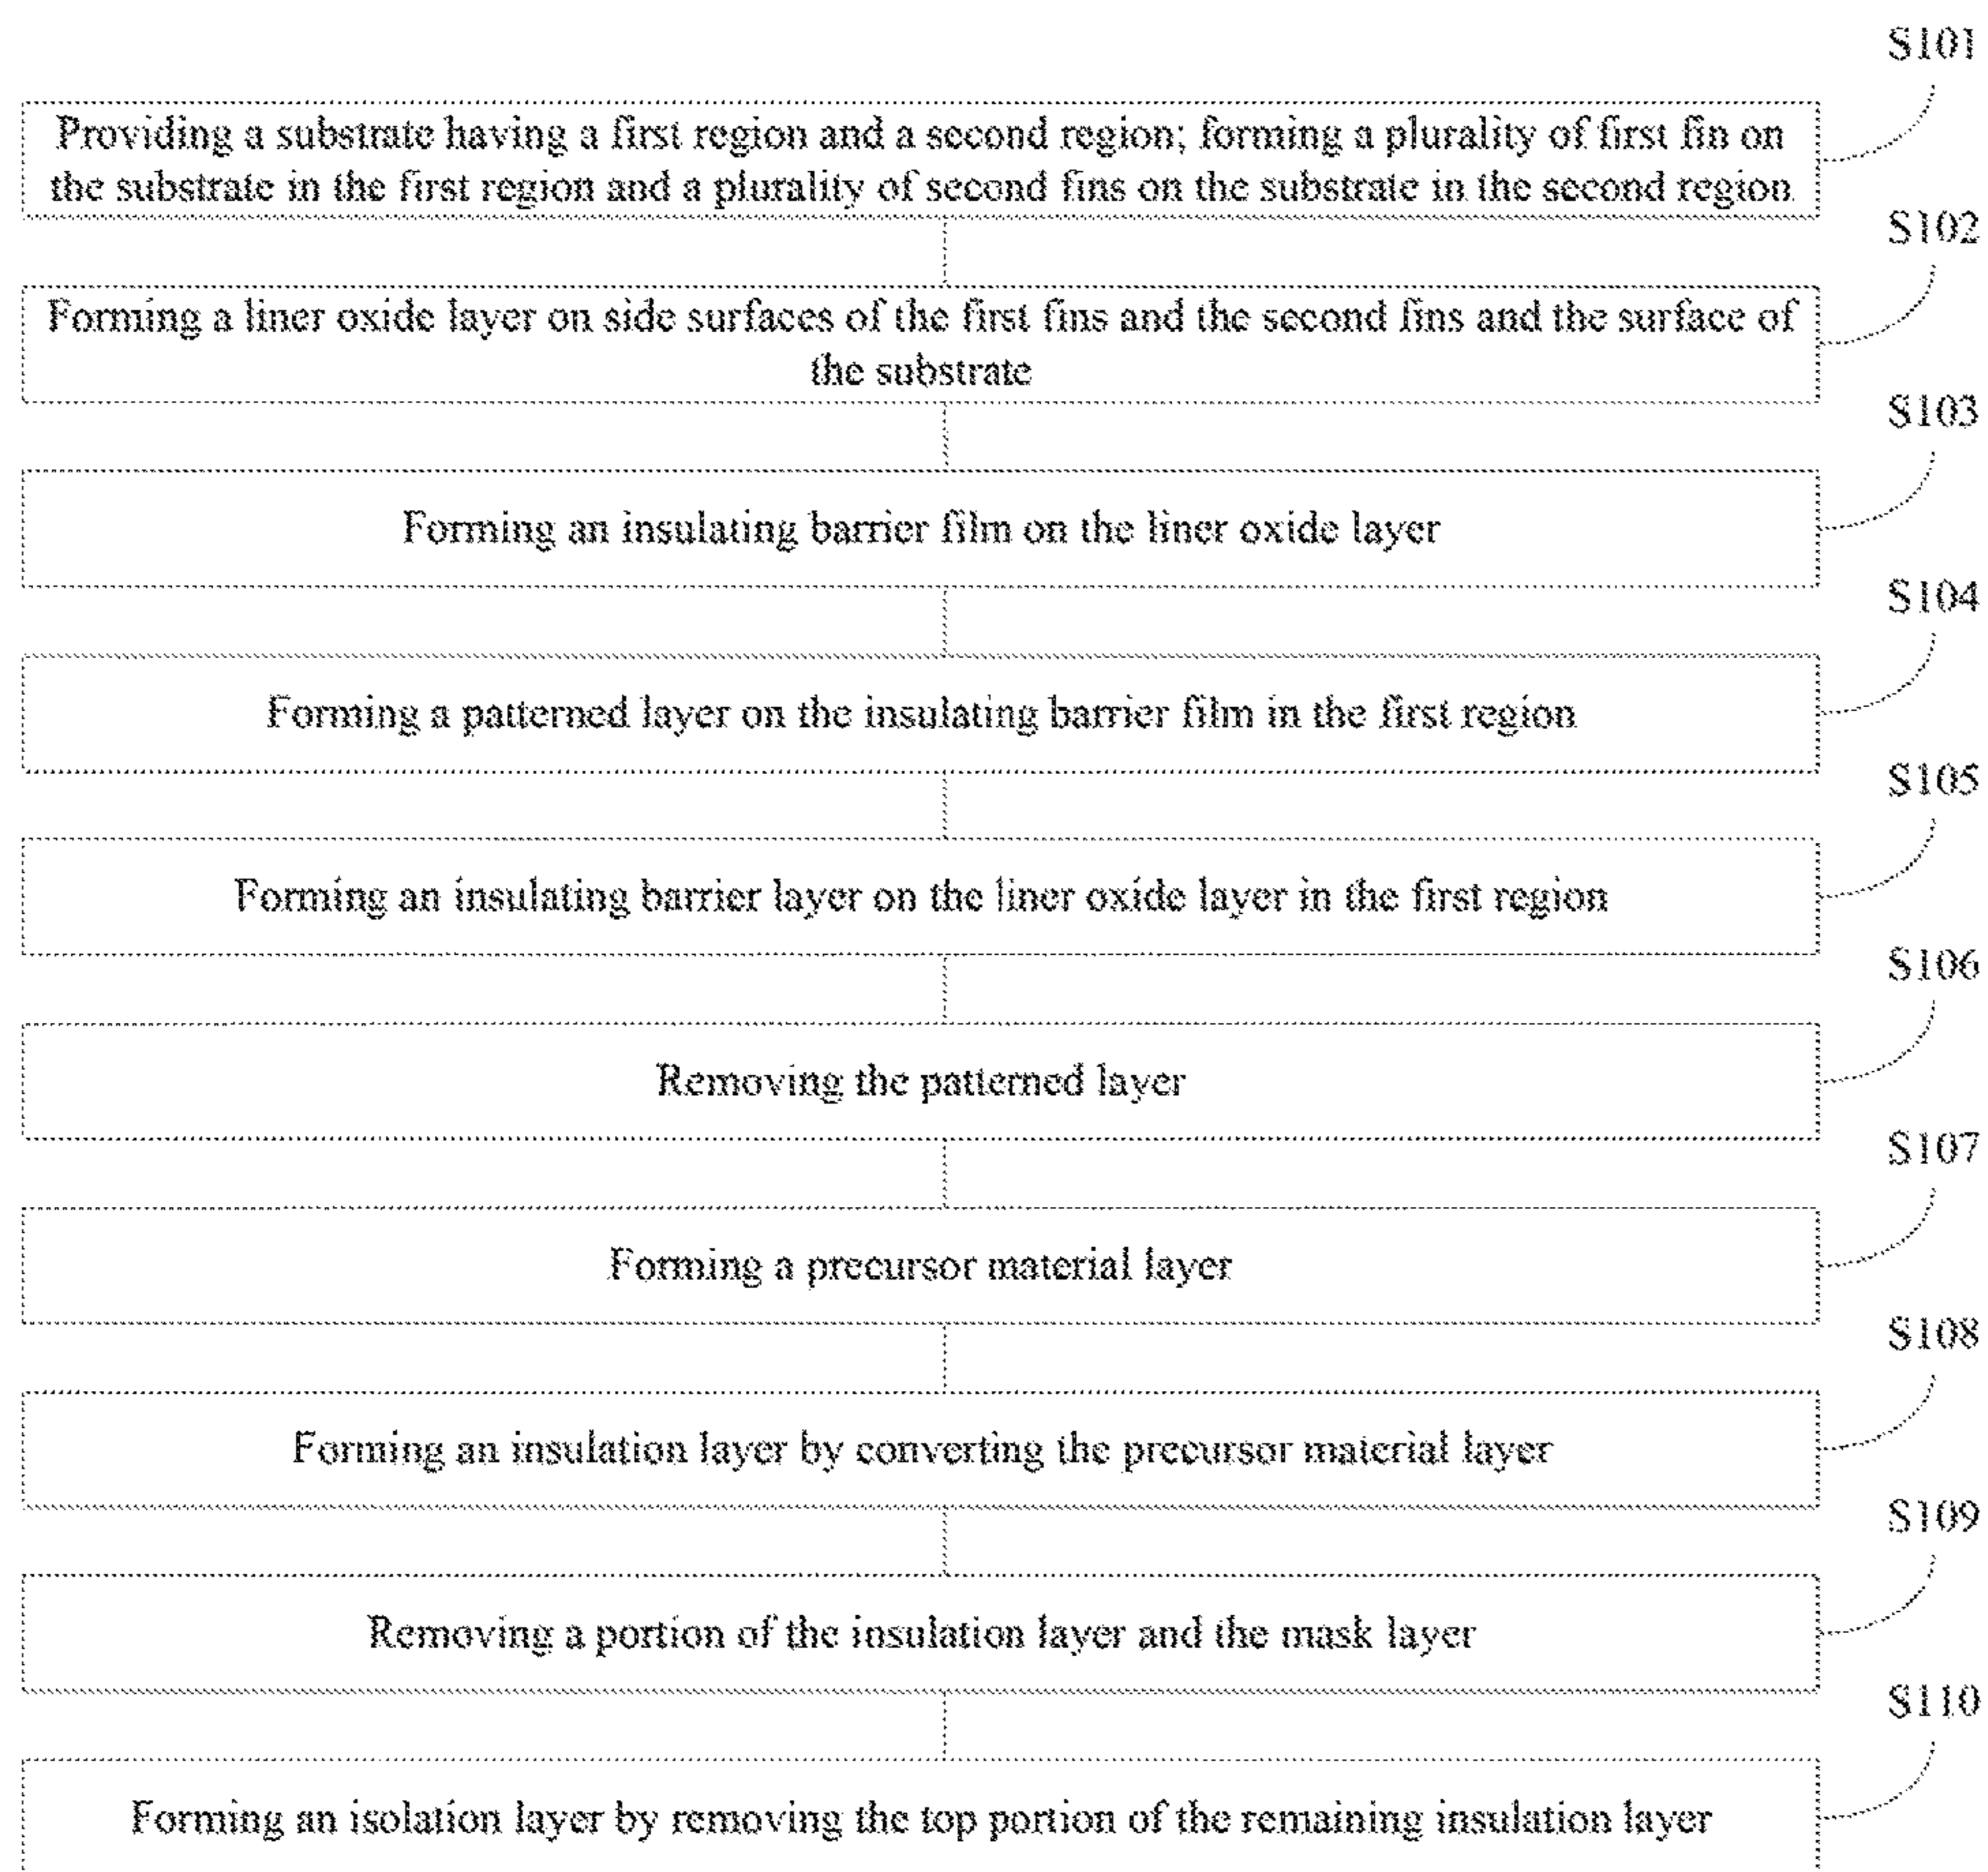 S101
Providing a substrate having a first region and a second region; forming a plurality of first fin on
the substrate in the first region and a plurality of second fins on the substrate in the second region
S102
Forming a liner oxide layer on side surfaces of the first fins and the second fins and the surface of
the substrate
S103
Forming an insulating barrier film on the liner oxide layer
S104
Forming a patterned layer on the insulating barrier film in the first region
S105
Forming an insulating barrier layer on the liner oxide layer in the first region
S106
Removing the patterned layer
S107
Forming a precursor material layer
S108
Forming an insulation layer by converting the precursor material layer
S109
Removing a portion of the insulation layer and the mask layer
S110
Forming an isolation layer by removing the top portion of the remaining insulation layer